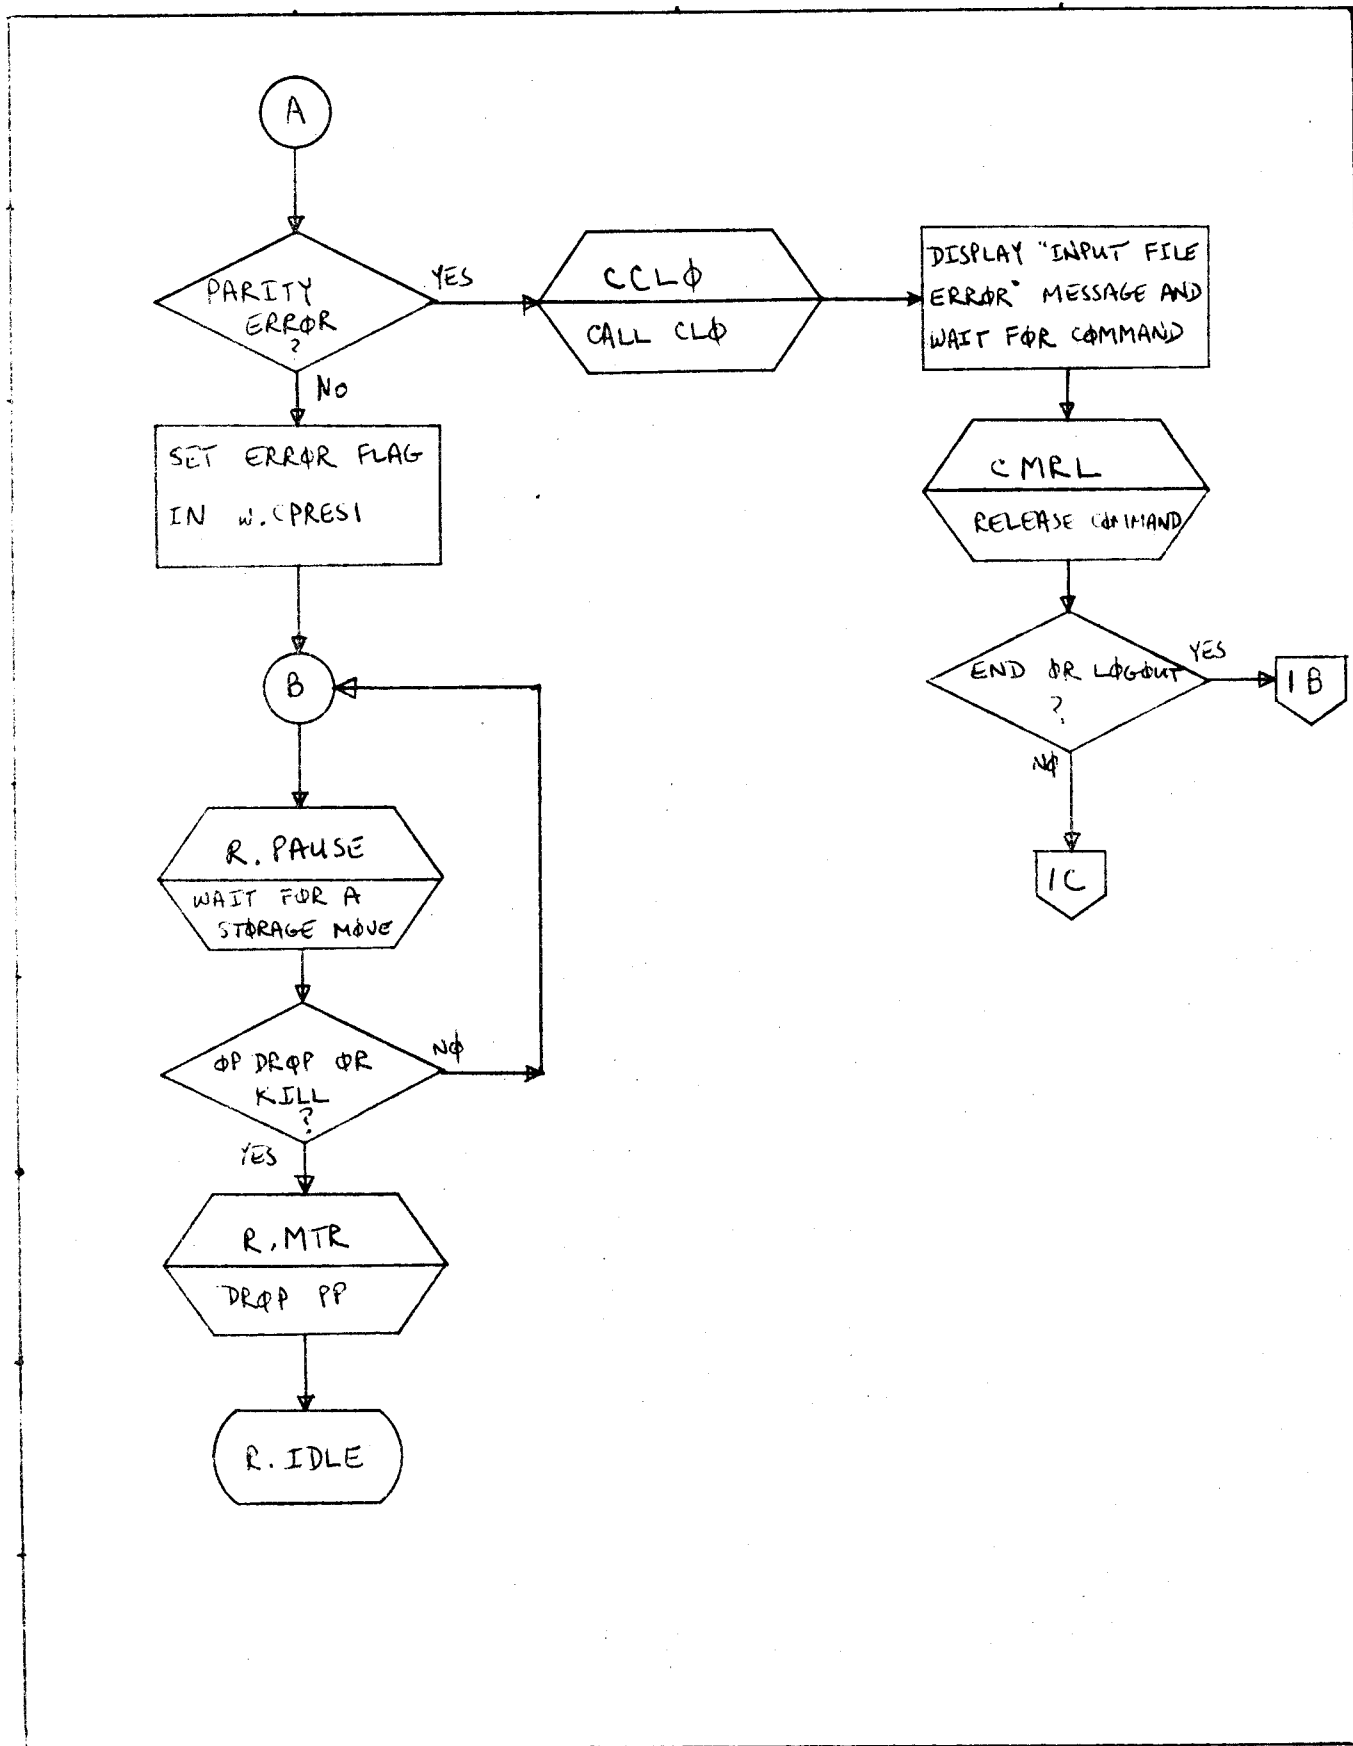 A
PARITY
ERRØR
?
YES
NO
CCLØ
CALL CLØ
DISPLAY "INPUT FILE
ERRØR" MESSAGE AND
WAIT FØR CØMMAND
CMRL
RELEASE CØMMAND
END ØR LØGØUT
?
YES
1B
NØ
1C
SET ERRØR FLAG
IN W.CPRES1
B
R.PAUSE
WAIT FØR A
STØRAGE MØVE
ØP DRØP ØR
KILL
?
NØ
YES
R.MTR
DRØP PP
R.IDLE